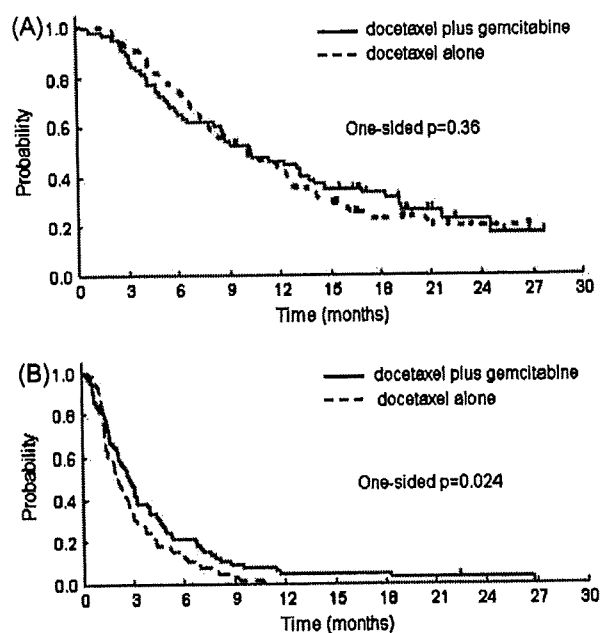 (A)
docetaxel plus gemcitabine
docetaxel alone
One-sided p=0.36
Probability
1.0
0.8
0.6
0.4
0.2
0.0
0 3 6 9 12 15 18 21 24 27 30
Time (months)
(B)
docetaxel plus gemcitabine
docetaxel alone
One-sided p=0.024
Probability
1.0
0.8
0.6
0.4
0.2
0.0
0 3 6 9 12 15 18 21 24 27 30
Time (months)